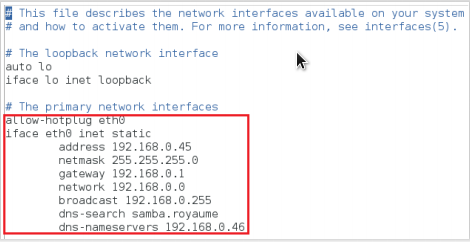 # This file describes the network interfaces available on your system
# and how to activate them. For more information, see interfaces(5).
# The loopback network interface
auto lo
iface lo inet loopback
# The primary network interfaces
allow-hotplug eth0
iface eth0 inet static
address 192.168.0.45
netmask 255.255.255.0
gateway 192.168.0.1
network 192.168.0.0
broadcast 192.168.0.255
dns-search samba.royaume
dns-nameservers 192.168.0.46